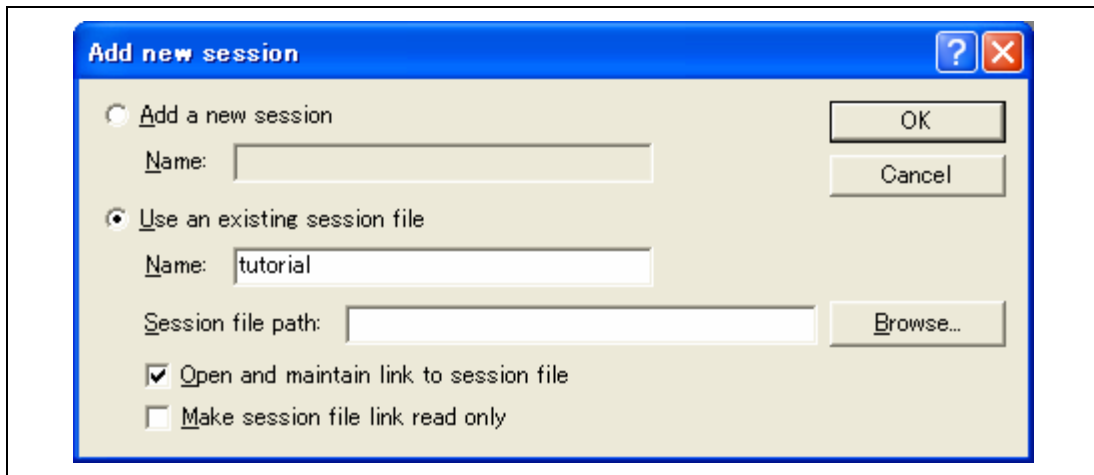 Add new session
Add a new session
OK
Name:
Cancel
Use an existing session file
Name: tutorial
Session file path:
Browse...
Open and maintain link to session file
Make session file link read only